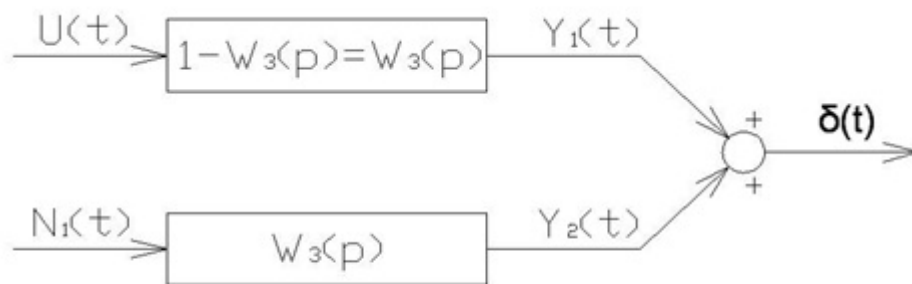 U(t)
1-W₃(p)=W₃(p)
Y₁(t)
+
δ(t)
+
N₁(t)
W₃(p)
Y₂(t)